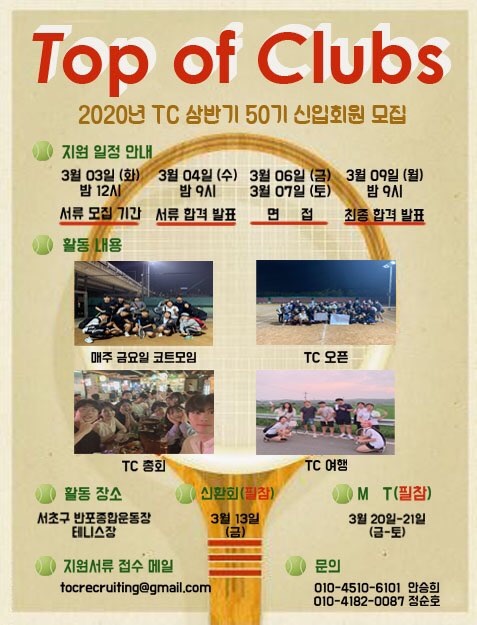 Top of Clubs
2020년 TC 상반기 50기 신입회원 모집
지원 일정 안내
3월 03일 (화) 3월 04일 (수) 3월 06일 (금) 3월 09일 (월)
밤 12시 밤 9시 3월 07일 (토) 밤 9시
서류 모집 기간 서류 합격 발표 면 접 최종 합격 발표
활동 내용
매주 금요일 코트모임 TC 오픈
TC 총회 TC 여행
활동 장소 신환회(필참) M T(필참)
서초구 반포종합운동장 3월 13일 3월 20일-21일
테니스장 (금) (금-토)
지원서류 접수 메일 문의
tocrecruiting@gmail.com 010-4510-6101 안승희
010-4182-0087 정순호